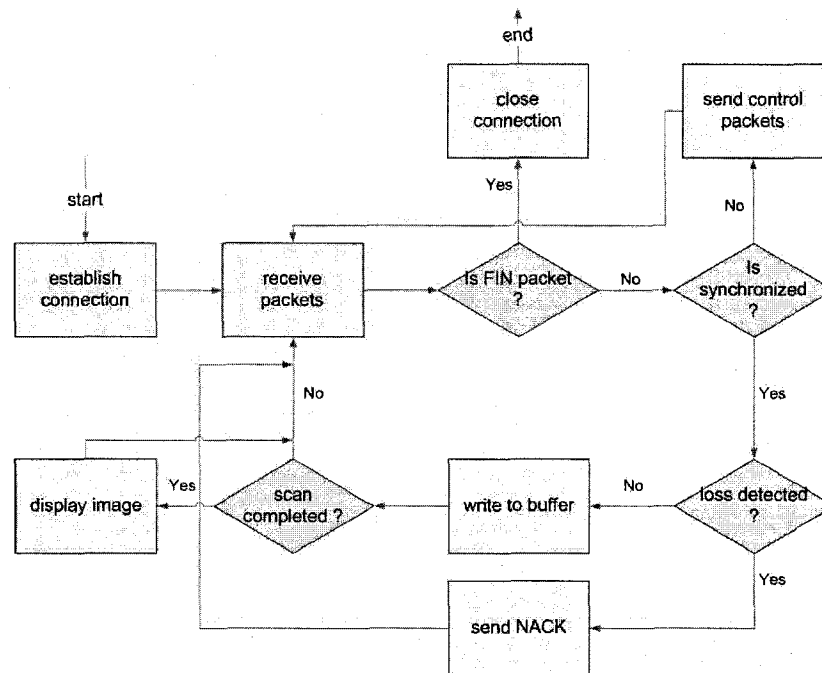 end
close
connection
send control
packets
start
Yes
No
establish
connection
receive
packets
Is FIN packet
?
No
Is
synchronized
?
No
Yes
display image
Yes
scan
completed ?
write to buffer
No
loss detected
?
Yes
send NACK